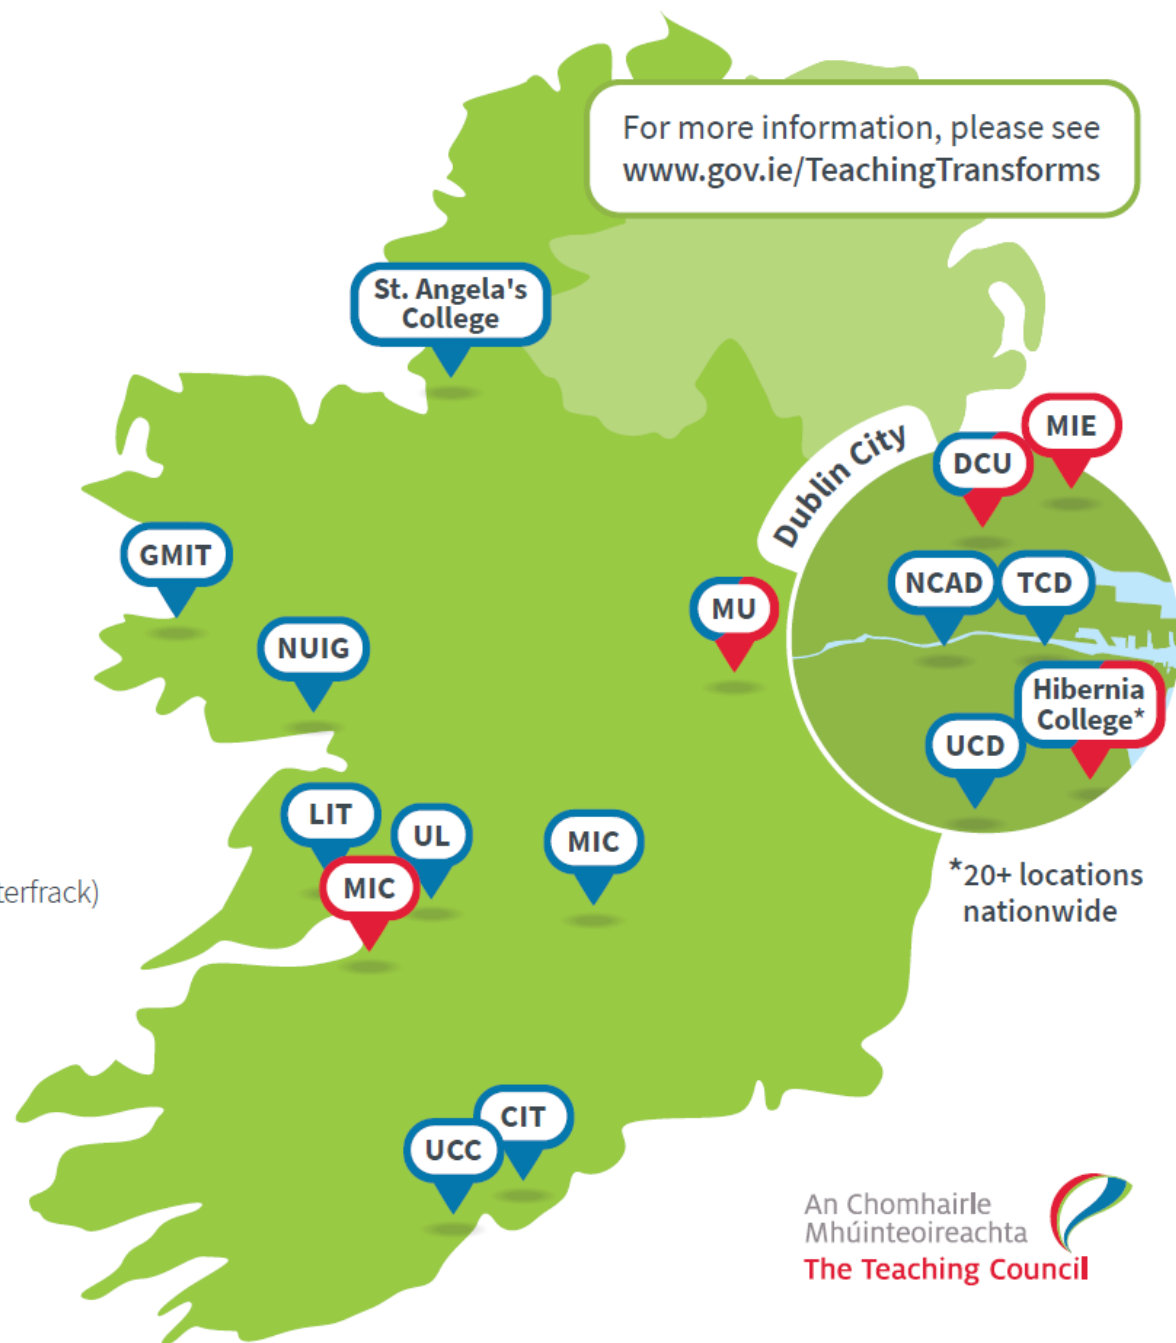 For more information, please see
www.gov.ie/TeachingTransforms
St. Angela's
College
Dublin City
MIE
DCU
GMIT
NCAD
TCD
MU
NUIG
Hibernia
College*
UCD
LIT
UL
MIC
MIC
*20+ locations
nationwide
terfrack)
CIT
UCC
An Chomhairle
Mhúinteoireachta
The Teaching Council